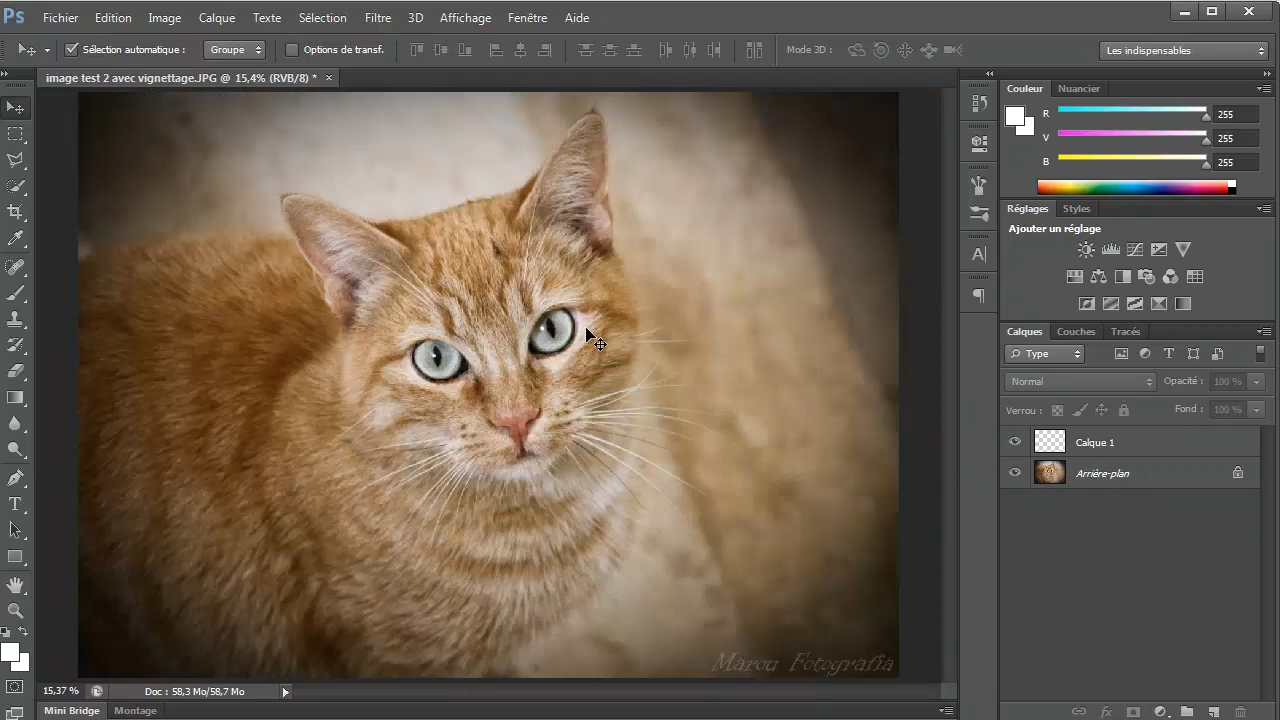 Ps Fichier Edition Image Calque Texte Sélection Filtre 3D Affichage Fenêtre Aide
Sélection automatique : Groupe Options de transf. Mode 3D : Les indispensables
image test 2 avec vignettage.JPG @ 15,4% (RVB/8) * ×
Couleur Nuancier
R 255
V 255
B 255
Réglages Styles
Ajouter un réglage
Calques Couches Tracés
Type
Normal Opacité : 100 %
Verrou : Fond : 100 %
Calque 1
Arrière-plan
fx
Marou Fotografia
15,37 % Doc : 58,3 Mo/58,7 Mo
Mini Bridge Montage